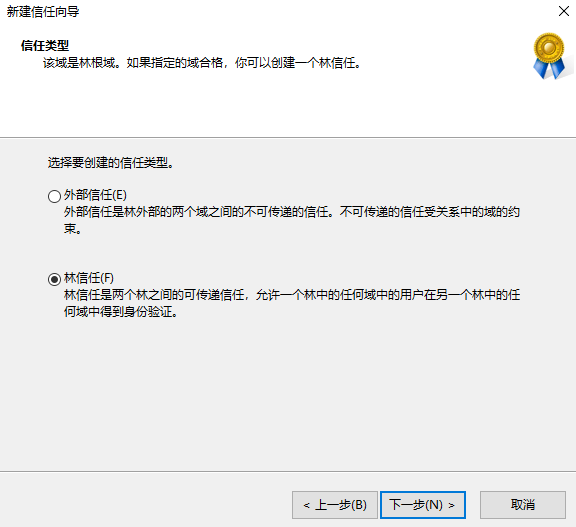 新建信任向导
信任类型
该域是林根域。如果指定的域合格，你可以创建一个林信任。
选择要创建的信任类型。
外部信任(E)
外部信任是林外部的两个域之间的不可传递的信任。不可传递的信任受关系中的域的约
束。
林信任(F)
林信任是两个林之间的可传递信任，允许一个林中的任何域中的用户在另一个林中的任
何域中得到身份验证。
< 上一步(B)
下一步(N) >
取消